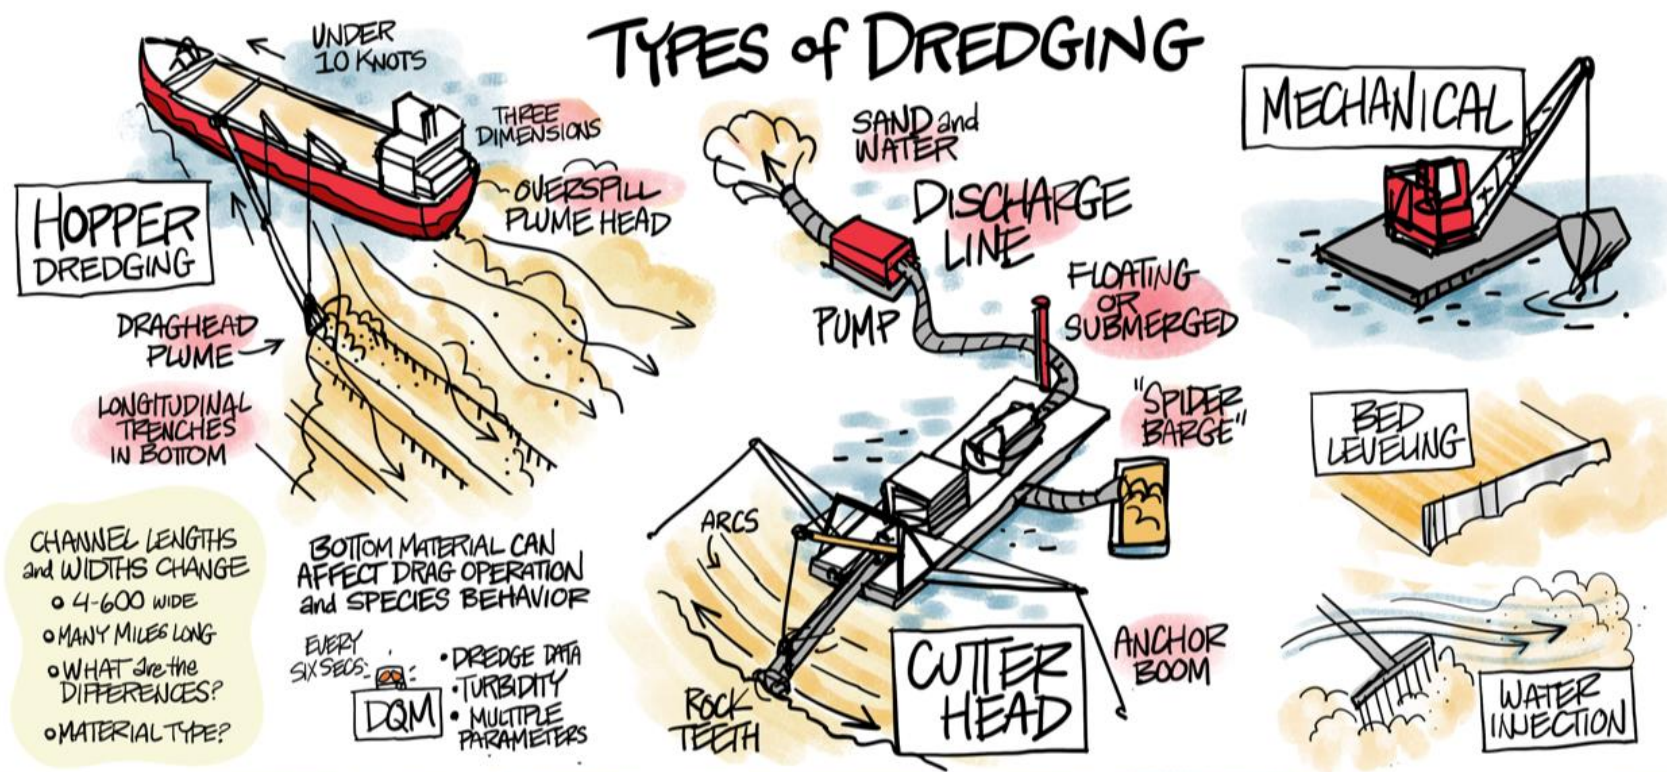 TYPES of DREDGING
UNDER
10 KNOTS
THREE
DIMENSIONS
OVERSPILL
PLUME HEAD
HOPPER
DREDGING
DRAGHEAD
PLUME
LONGITUDINAL
TRENCHES
IN BOTTOM
CHANNEL LENGTHS
and WIDTHS CHANGE
4-600 WIDE
MANY MILES LONG
WHAT are the
DIFFERENCES?
MATERIAL TYPE?
BOTTOM MATERIAL CAN
AFFECT DRAG OPERATION
and SPECIES BEHAVIOR
EVERY
SIX SECS:
DQM
• DREDGE DATA
• TURBIDITY
• MULTIPLE
PARAMETERS
SAND and
WATER
DISCHARGE
LINE
PUMP
FLOATING
OR
SUBMERGED
"SPIDER
BARGE"
ARCS
ROCK
TEETH
CUTTER
HEAD
ANCHOR
BOOM
MECHANICAL
BED
LEVELING
WATER
INJECTION